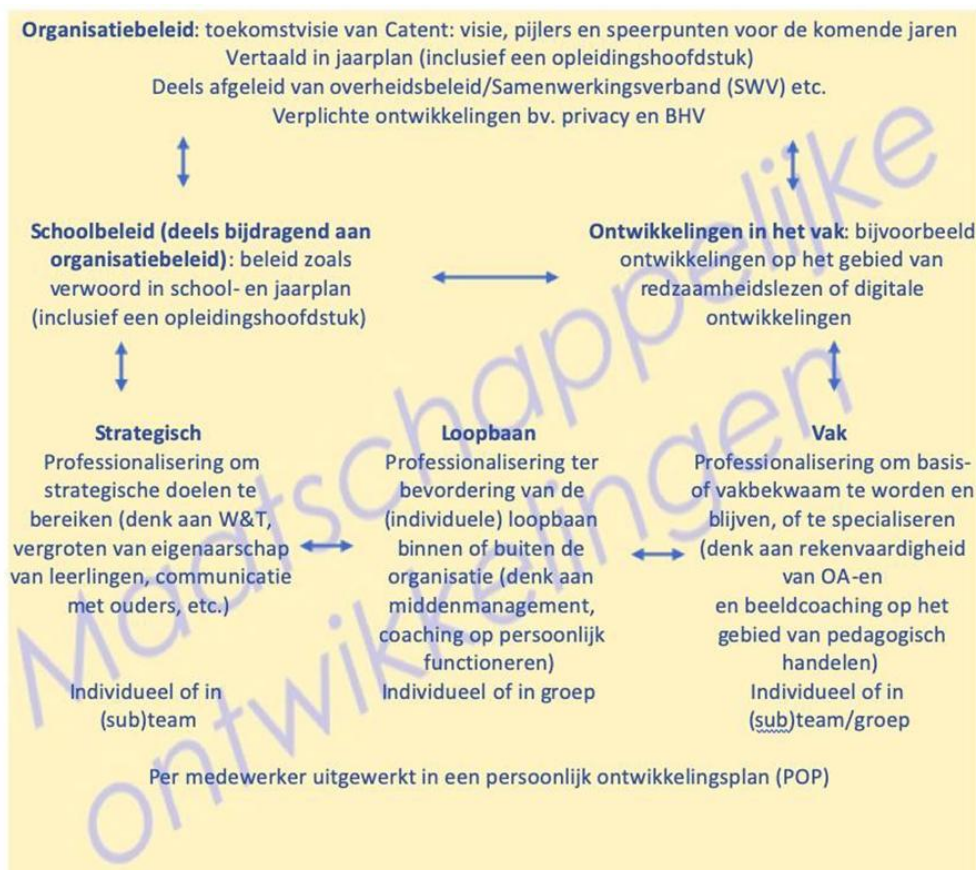 Organisatiebeleid: toekomstvisie van Catent: visie, pijlers en speerpunten voor de komende jaren
Vertaald in jaarplan (inclusief een opleidingshoofdstuk)
Deels afgeleid van overheidsbeleid/Samenwerkingsverband (SWV) etc.
Verplichte ontwikkelingen bv. privacy en BHV
Schoolbeleid (deels bijdragend aan
organisatiebeleid): beleid zoals
verwoord in school- en jaarplan
(inclusief een opleidingshoofdstuk)
Ontwikkelingen in het vak: bijvoorbeeld
ontwikkelingen op het gebied van
redzaamheidslezen of digitale
ontwikkelingen
Strategisch
Professionalisering om
strategische doelen te
bereiken (denk aan W&T,
vergroten van eigenaarschap
van leerlingen, communicatie
met ouders, etc.)
Individueel of in
(sub)team
Loopbaan
Professionalisering ter
bevordering van de
(individuele) loopbaan
binnen of buiten de
organisatie (denk aan
middenmanagement,
coaching op persoonlijk
functioneren)
Individueel of in groep
Vak
Professionalisering om basis-
of vakbekwaam te worden en
blijven, of te specialiseren
(denk aan rekenvaardigheid
van OA-en
en beeldcoaching op het
gebied van pedagogisch
handelen)
Individueel of in
(sub)team/groep
Per medewerker uitgewerkt in een persoonlijk ontwikkelingsplan (POP)
Maatschappelijke
ontwikkelingen